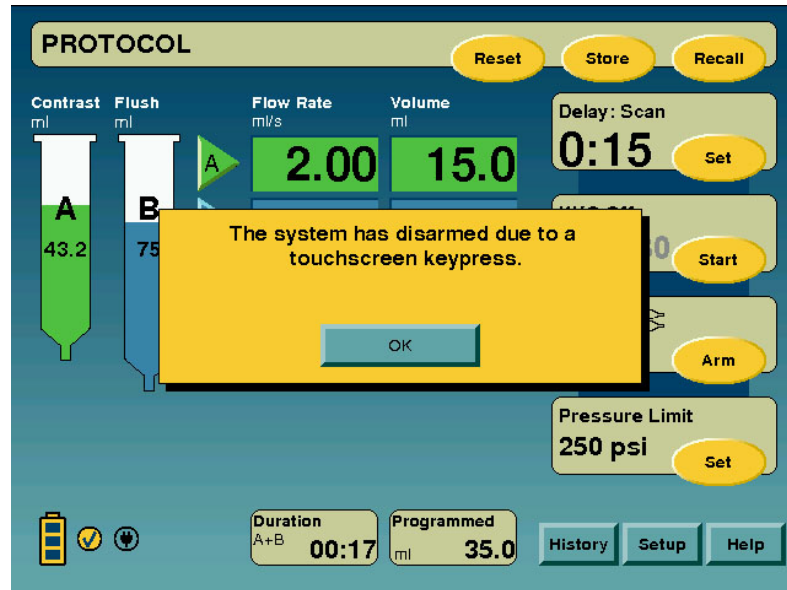 PROTOCOL
Reset
Store
Recall
Contrast
ml
Flush
ml
Flow Rate
ml/s
Volume
ml
Delay: Scan
0:15
Set
A
2.00
15.0
A
43.2
B
75
Start
The system has disarmed due to a
touchscreen keypress.
OK
Arm
Pressure Limit
250 psi
Set
Duration
A+B
00:17
Programmed
ml
35.0
History
Setup
Help